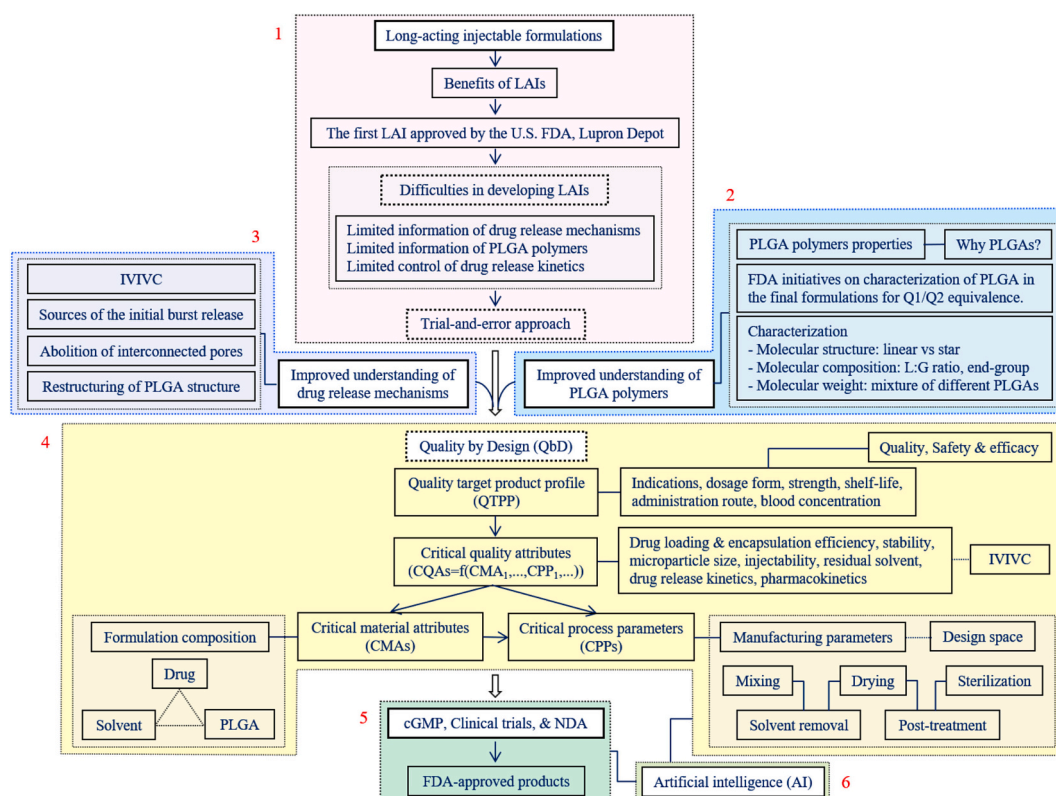 1
Long-acting injectable formulations
Benefits of LAIs
The first LAI approved by the U.S. FDA, Lupron Depot
Difficulties in developing LAIs
Limited information of drug release mechanisms
Limited information of PLGA polymers
Limited control of drug release kinetics
Trial-and-error approach
2
PLGA polymers properties
Why PLGAs?
FDA initiatives on characterization of PLGA in
the final formulations for Q1/Q2 equivalence.
Characterization
- Molecular structure: linear vs star
- Molecular composition: L:G ratio, end-group
- Molecular weight: mixture of different PLGAs
Improved understanding of
PLGA polymers
3
IVIVC
Sources of the initial burst release
Abolition of interconnected pores
Restructuring of PLGA structure
Improved understanding of
drug release mechanisms
4
Quality by Design (QbD)
Quality, Safety & efficacy
Quality target product profile
(QTPP)
Indications, dosage form, strength, shelf-life,
administration route, blood concentration
Critical quality attributes
(CQAs=f(CMA₁,...,CPP₁,...))
Drug loading & encapsulation efficiency, stability,
microparticle size, injectability, residual solvent,
drug release kinetics, pharmacokinetics
IVIVC
Formulation composition
Drug
Solvent
PLGA
Critical material attributes
(CMAs)
Critical process parameters
(CPPs)
Manufacturing parameters
Design space
Mixing
Drying
Sterilization
Solvent removal
Post-treatment
5
cGMP, Clinical trials, & NDA
FDA-approved products
Artificial intelligence (AI)
6